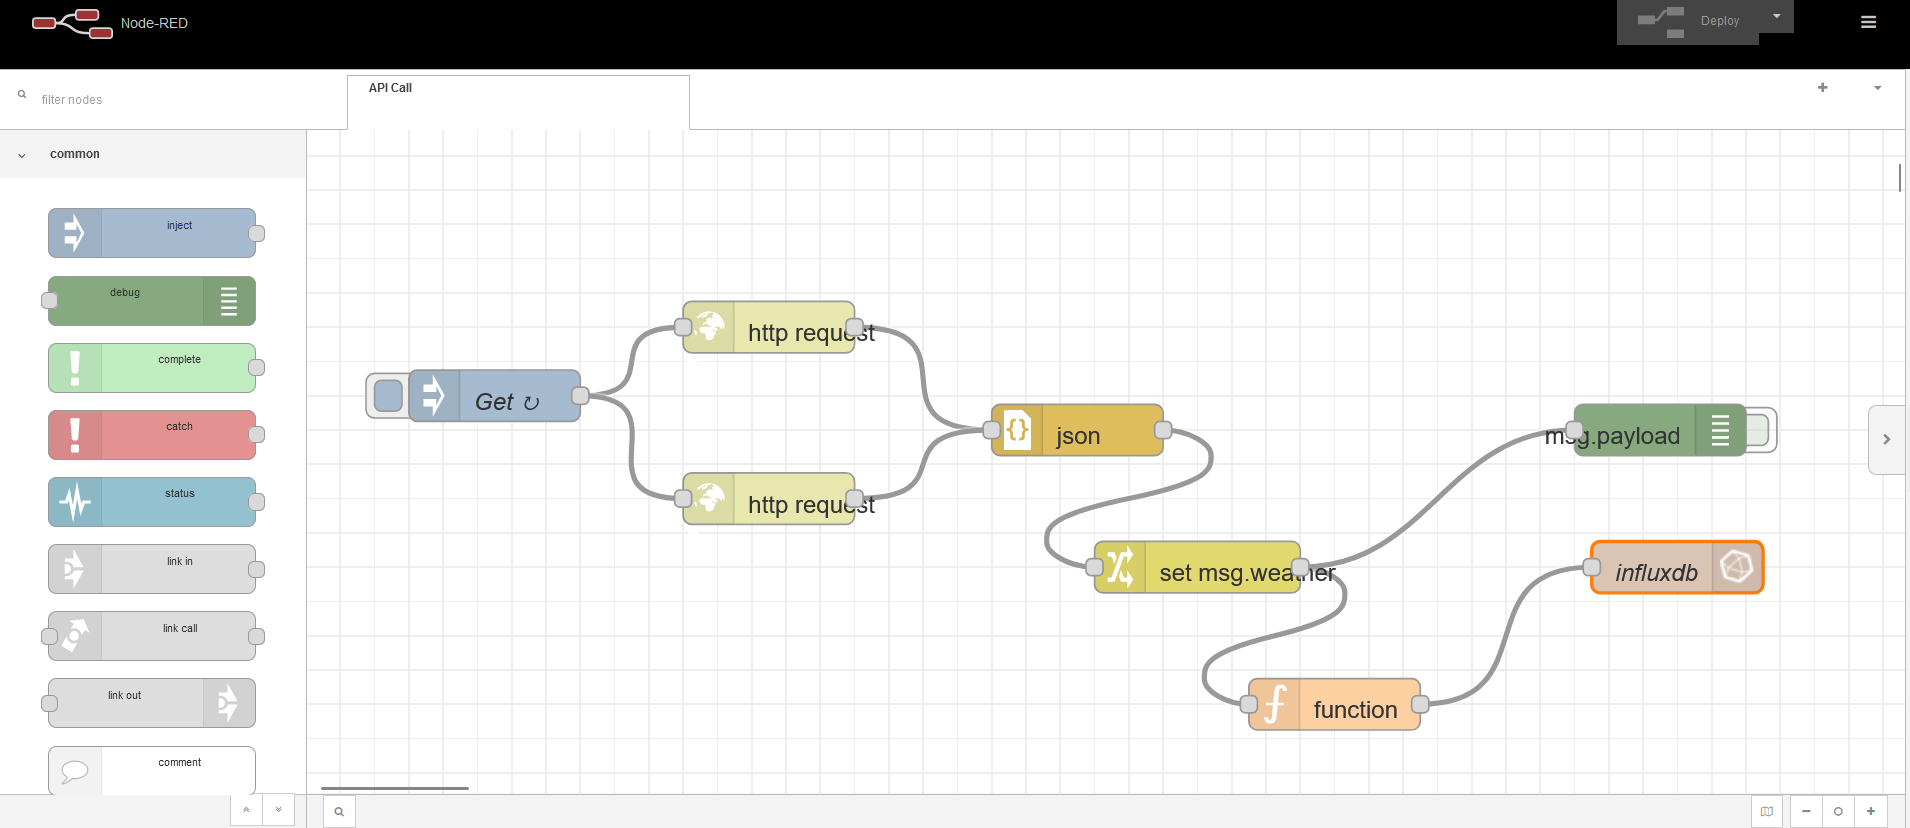 Node-RED
Deploy
filter nodes
API Call
common
inject
debug
complete
catch
status
link in
link call
link out
comment
http request
Get ↻
json
msg.payload
http request
set msg.weather
influxdb
function